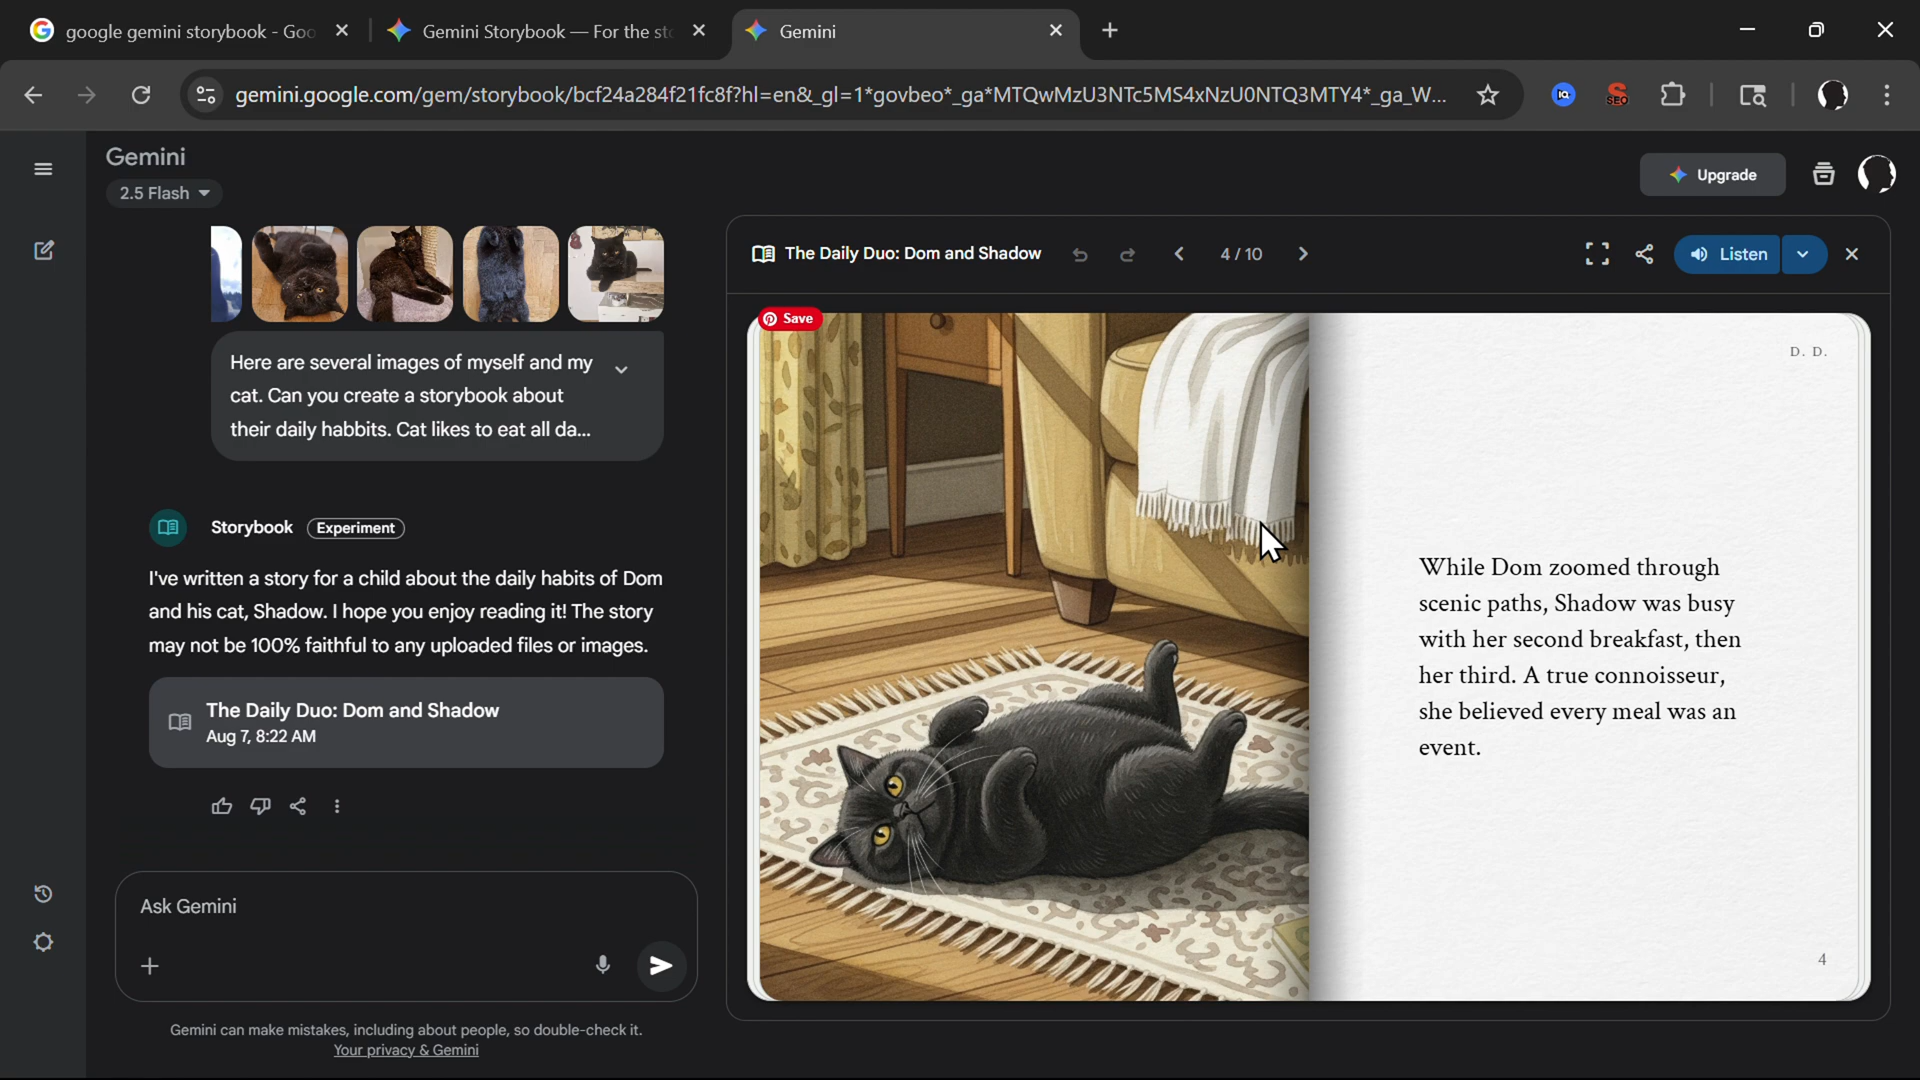 google gemini storybook - Goo
Gemini Storybook — For the sto
Gemini
gemini.google.com/gem/storybook/bcf24a284f21fc8f?hl=en&_gl=1*govbeo*_ga*MTQwMzU3NTc5MS4xNzU0NTQ3MTY4*_ga_W...
IQ
SEO
Gemini
2.5 Flash
Upgrade
Here are several images of myself and my
cat. Can you create a storybook about
their daily habbits. Cat likes to eat all da...
Storybook Experiment
I've written a story for a child about the daily habits of Dom
and his cat, Shadow. I hope you enjoy reading it! The story
may not be 100% faithful to any uploaded files or images.
The Daily Duo: Dom and Shadow
Aug 7, 8:22 AM
Ask Gemini
Gemini can make mistakes, including about people, so double-check it.
Your privacy & Gemini
The Daily Duo: Dom and Shadow
4 / 10
Listen
Save
D. D.
While Dom zoomed through
scenic paths, Shadow was busy
with her second breakfast, then
her third. A true connoisseur,
she believed every meal was an
event.
4